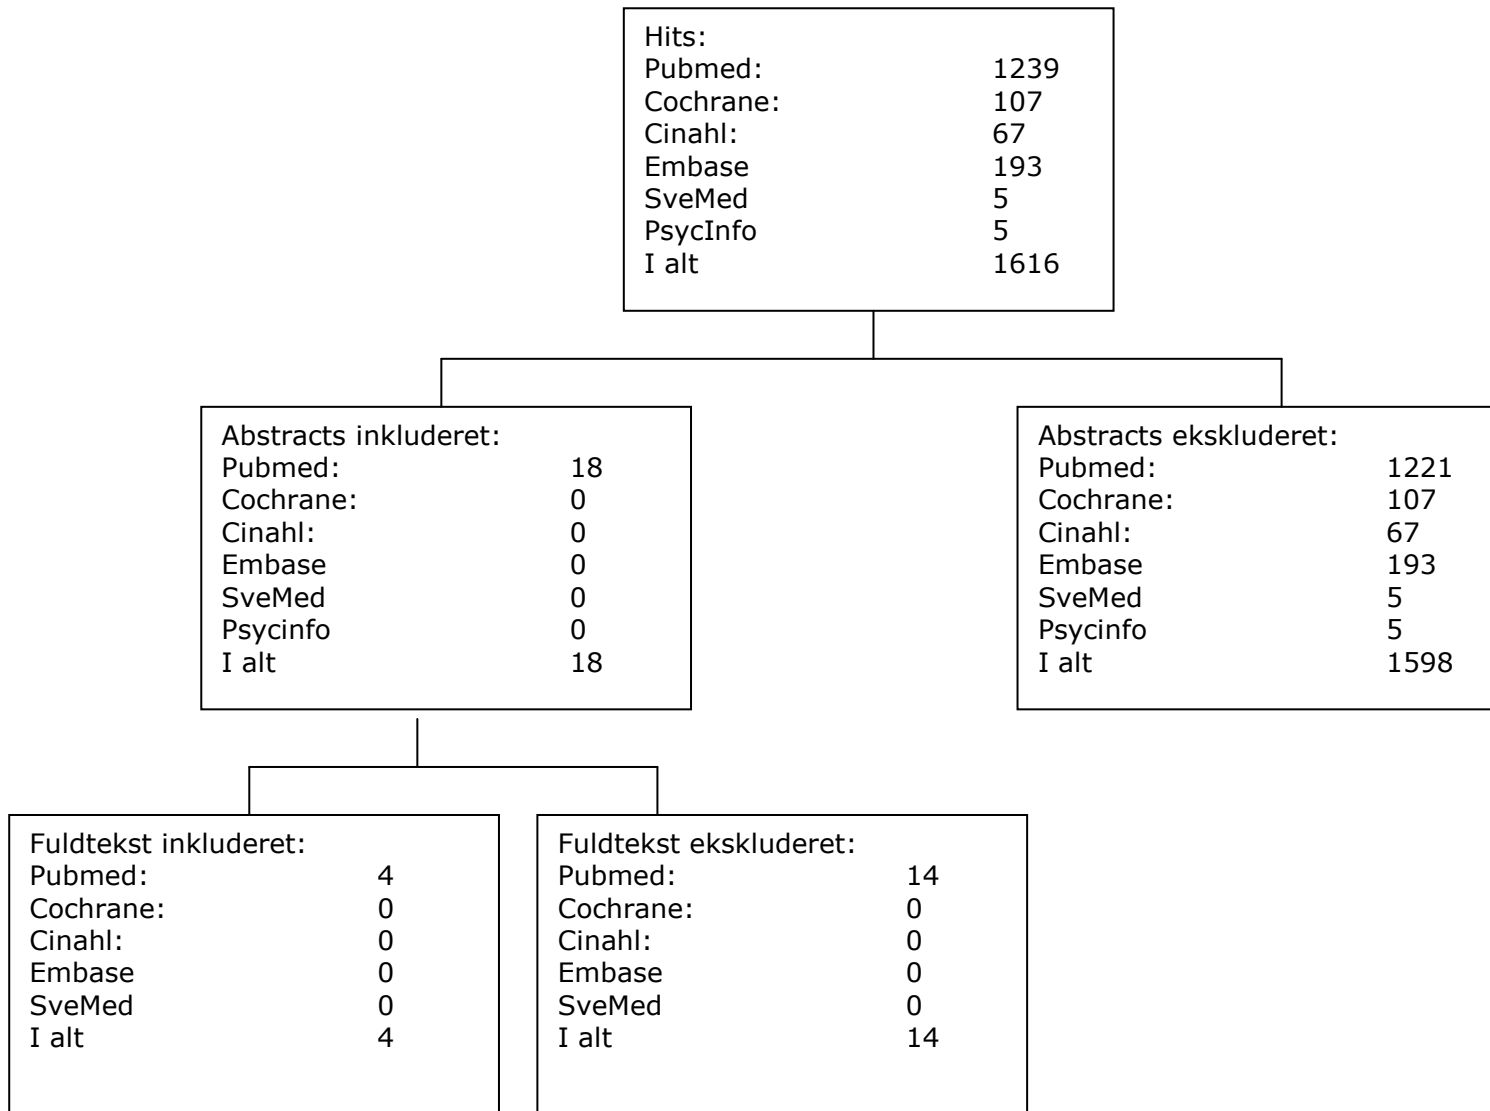 Hits:
Pubmed: 1239
Cochrane: 107
Cinahl: 67
Embase 193
SveMed 5
PsycInfo 5
I alt 1616
Abstracts inkluderet:
Pubmed: 18
Cochrane: 0
Cinahl: 0
Embase 0
SveMed 0
Psycinfo 0
I alt 18
Abstracts ekskluderet:
Pubmed: 1221
Cochrane: 107
Cinahl: 67
Embase 193
SveMed 5
Psycinfo 5
I alt 1598
Fuldtekst inkluderet:
Pubmed: 4
Cochrane: 0
Cinahl: 0
Embase 0
SveMed 0
I alt 4
Fuldtekst ekskluderet:
Pubmed: 14
Cochrane: 0
Cinahl: 0
Embase 0
SveMed 0
I alt 14